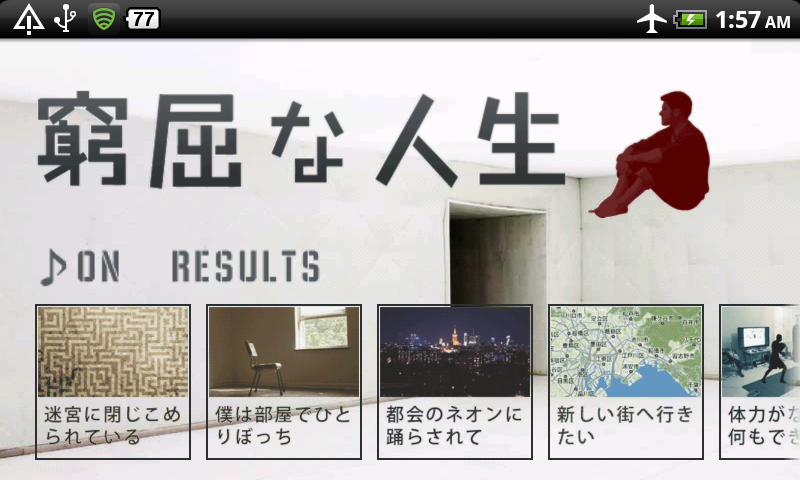 77
1:57 AM
窮屈な人生
♪ON RESULTS
迷宮に閉じこめ
られている
僕は部屋でひと
りぼっち
都会のネオンに
踊らされて
新しい街へ行き
たい
体力がな
何もでき